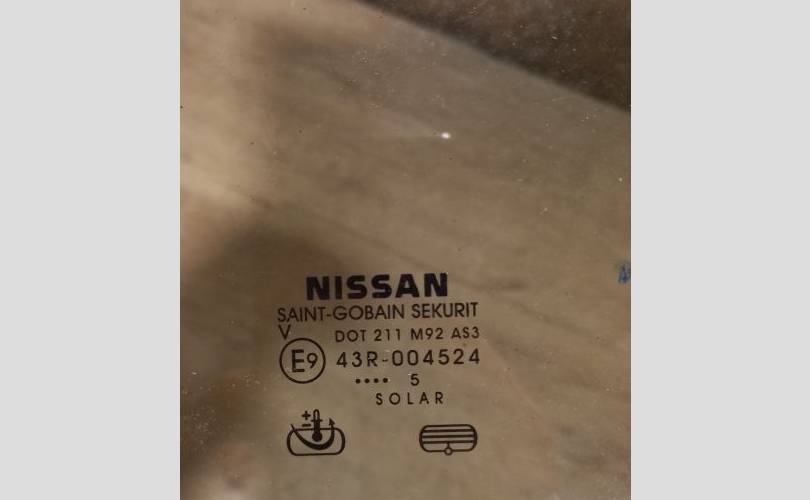 NISSAN
SAINT-GOBAIN SEKURIT
V
DOT 211 M92 AS3
E9
43R-004524
•••• 5
SOLAR